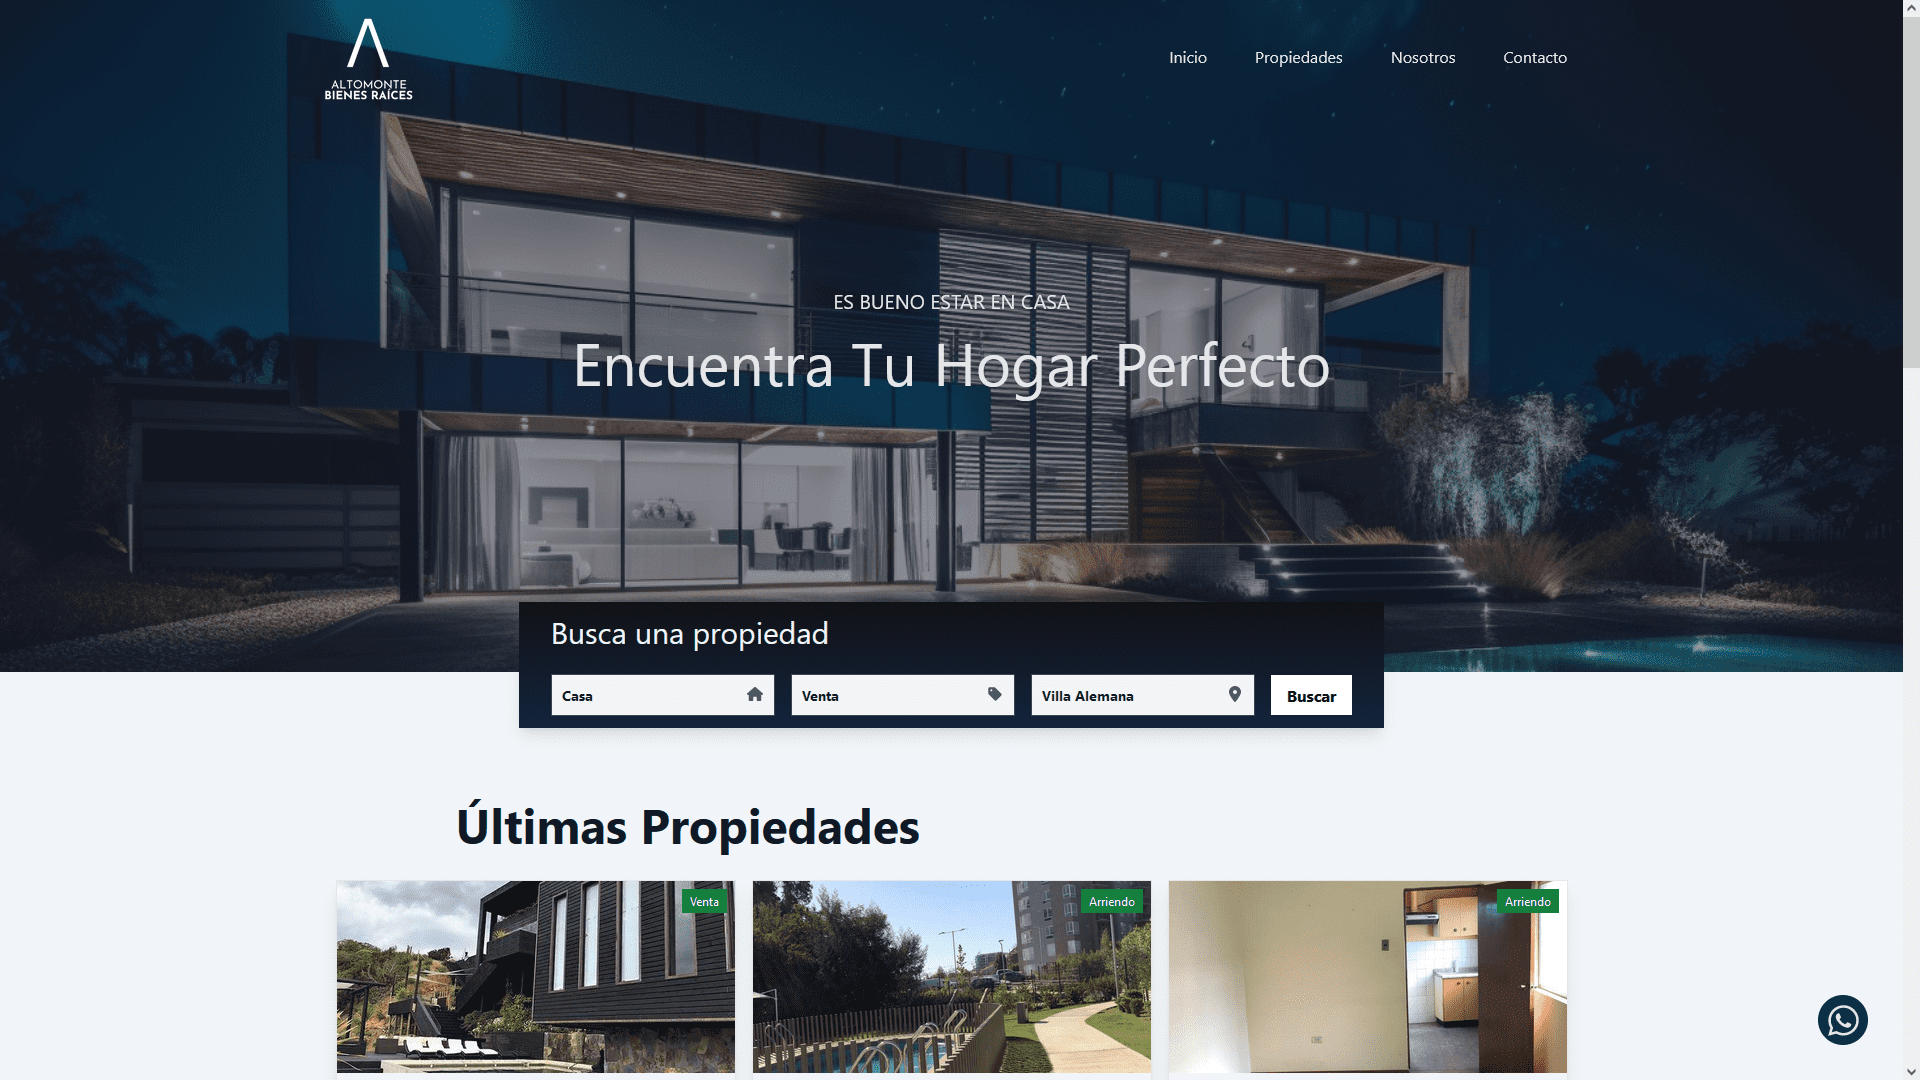 ALTOMONTE
BIENES RAÍCES
Inicio
Propiedades
Nosotros
Contacto
ES BUENO ESTAR EN CASA
Encuentra Tu Hogar Perfecto
Busca una propiedad
Casa
Venta
Villa Alemana
Buscar
Últimas Propiedades
Venta
Arriendo
Arriendo